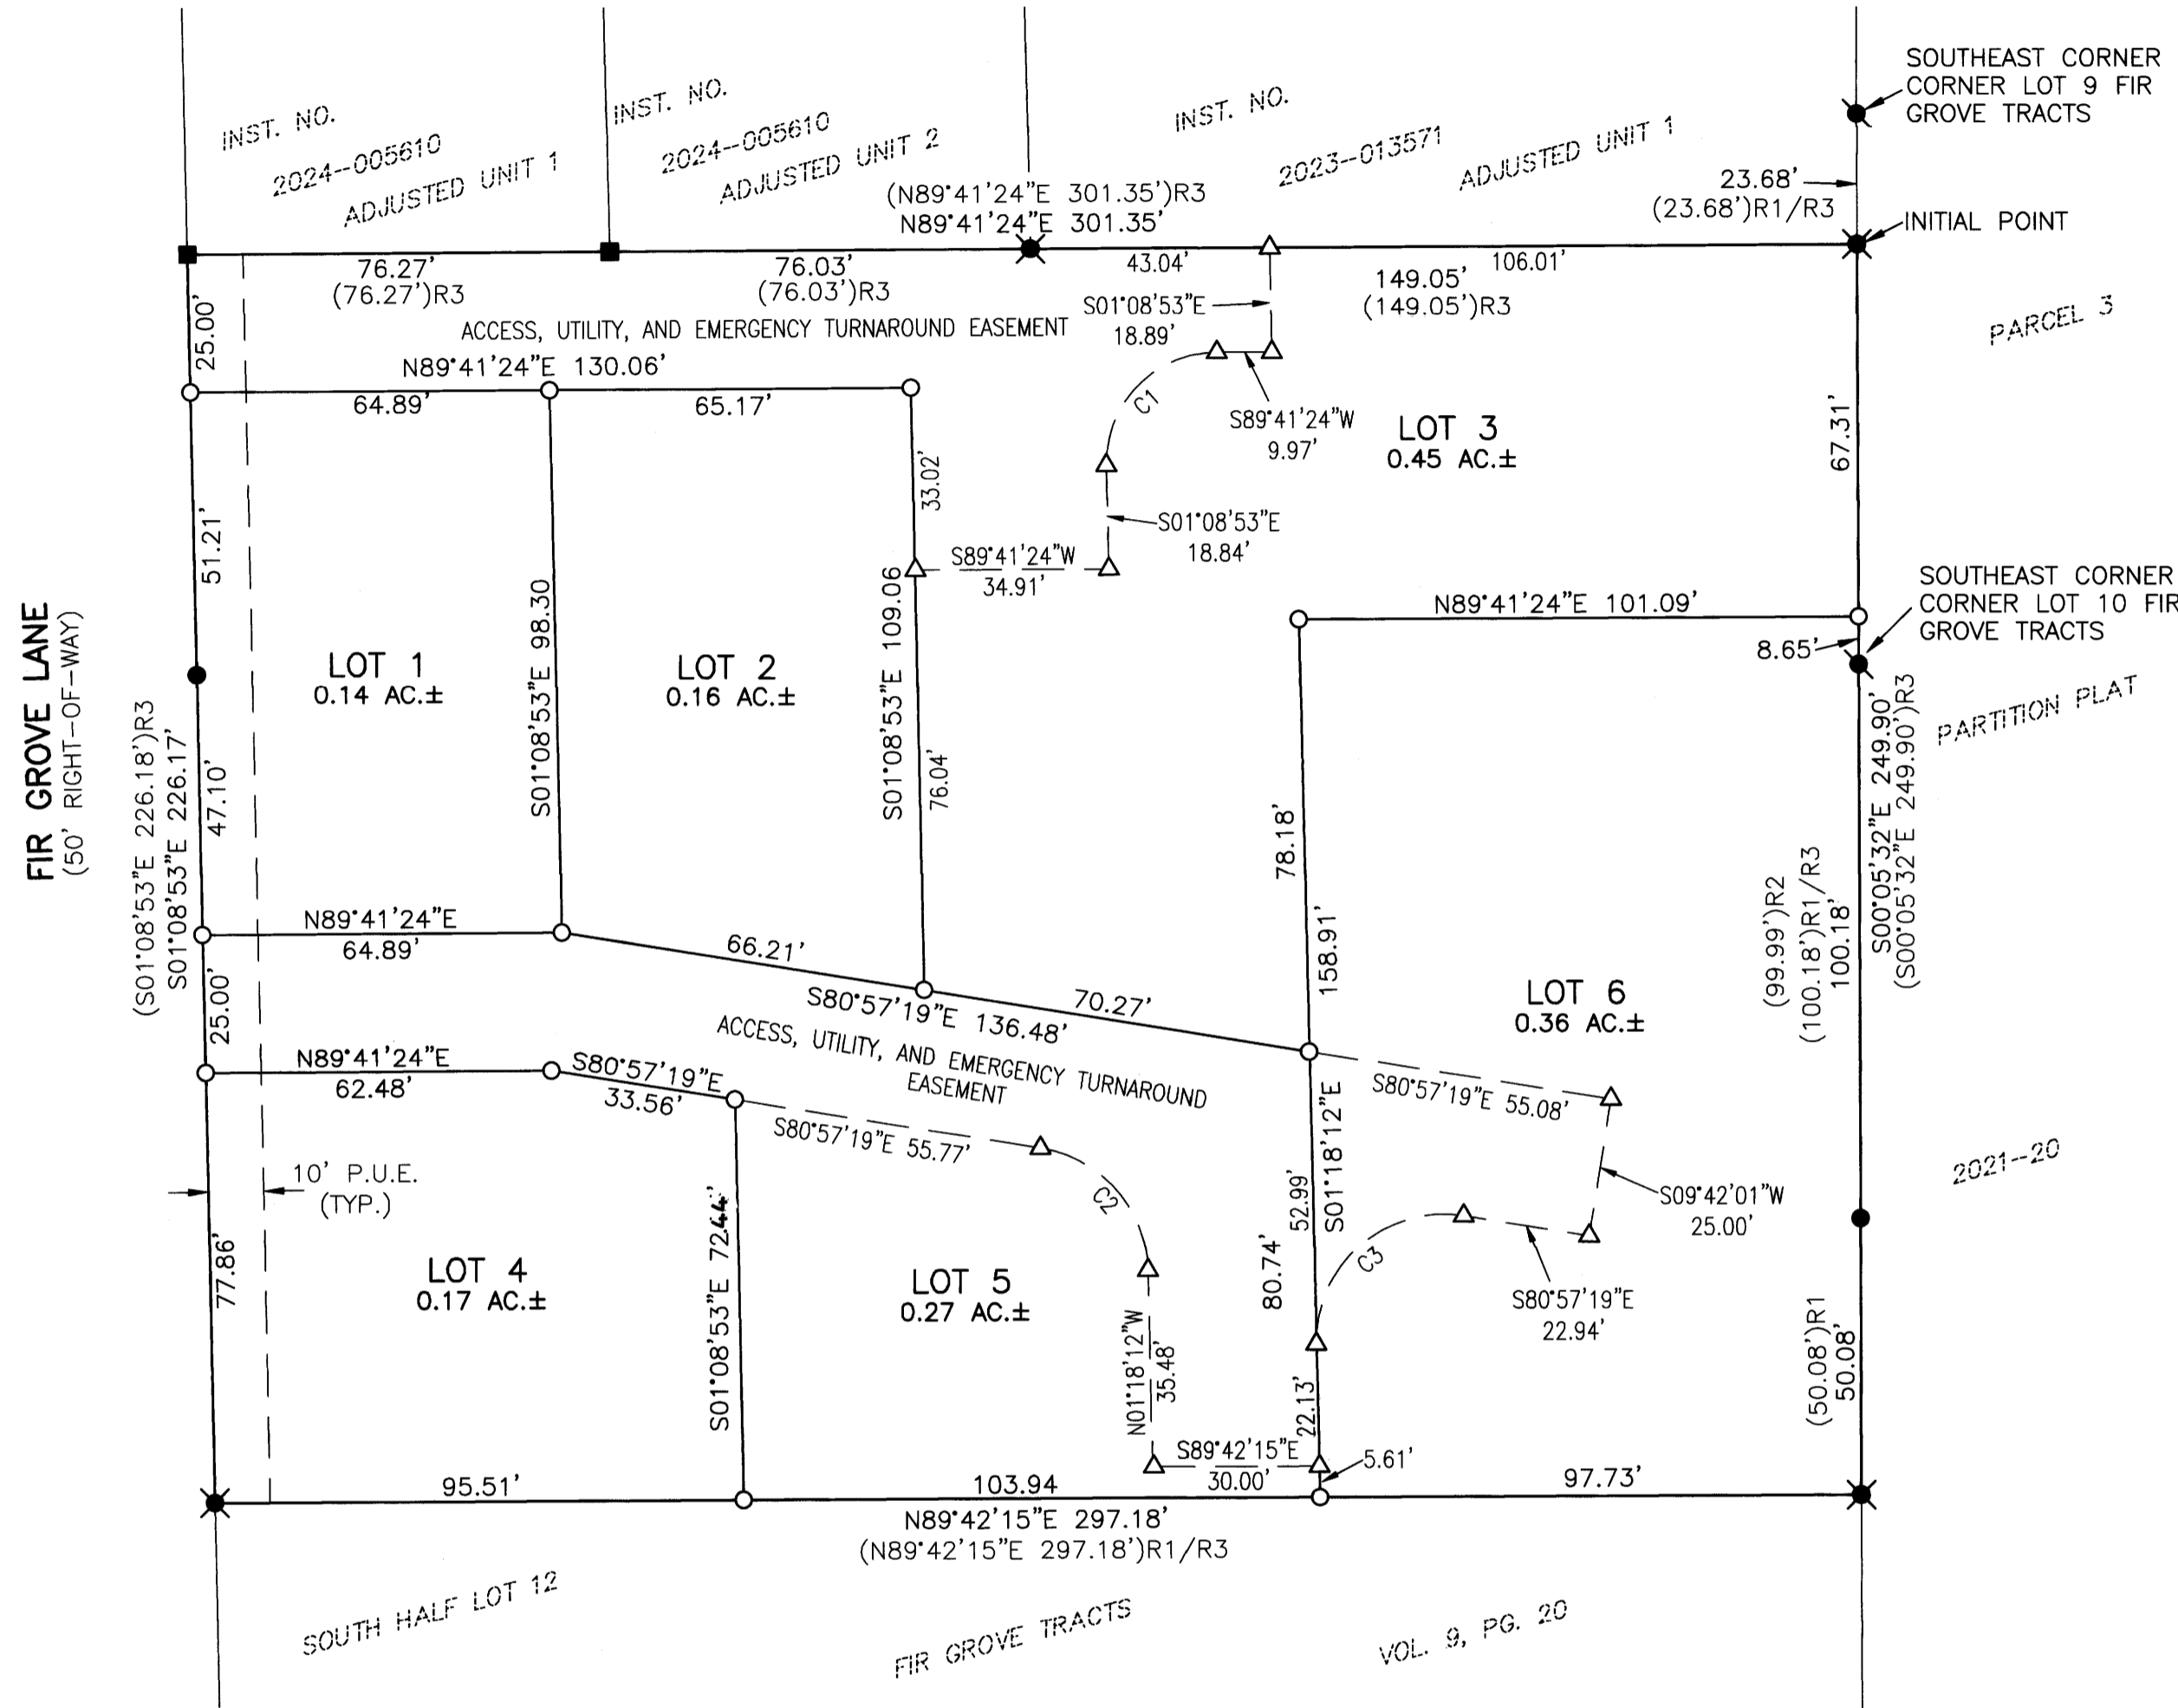 SOUTHEAST CORNER
CORNER LOT 9 FIR
GROVE TRACTS
INST. NO.
2024--005610
ADJUSTED UNIT 1
INST. NO.
2024--005610
ADJUSTED UNIT 2
INST. NO.
2023--013571
ADJUSTED UNIT 1
(N89°41'24"E 301.35')R3
N89°41'24"E 301.35'
23.68'
(23.68')R1/R3
INITIAL POINT
76.27'
(76.27')R3
76.03'
(76.03')R3
43.04'
106.01'
149.05'
(149.05')R3
25.00'
ACCESS, UTILITY, AND EMERGENCY TURNAROUND EASEMENT
S01°08'53"E
18.89'
PARCEL 3
N89°41'24"E 130.06'
64.89'
65.17'
C1
S89°41'24"W
9.97'
LOT 3
0.45 AC.±
67.31'
33.02'
51.21'
S01°08'53"E
18.84'
S89°41'24"W
34.91'
N89°41'24"E 101.09'
SOUTHEAST CORNER
CORNER LOT 10 FIR
GROVE TRACTS
8.65'
FIR GROVE LANE
(50' RIGHT-OF-WAY)
LOT 1
0.14 AC.±
S01°08'53"E 98.30
LOT 2
0.16 AC.±
S01°08'53"E 109.06
76.04'
PARTITION PLAT
(S01°08'53"E 226.18')R3
S01°08'53"E 226.17'
47.10'
78.18'
158.91'
(99.99')R2
(100.18')R1/R3
100.18'
S00°05'32"E 249.90'
(S00°05'32"E 249.90')R3
N89°41'24"E
64.89'
66.21'
S80°57'19"E 136.48'
70.27'
LOT 6
0.36 AC.±
25.00'
ACCESS, UTILITY, AND EMERGENCY TURNAROUND
EASEMENT
N89°41'24"E
62.48'
S80°57'19"E
33.56'
S80°57'19"E 55.77'
S80°57'19"E 55.08'
S01°18'12"E
52.99'
80.74'
2021--20
10' P.U.E.
(TYP.)
C2
S09°42'01"W
25.00'
C3
77.86'
LOT 4
0.17 AC.±
S01°08'53"E 72.44'
LOT 5
0.27 AC.±
S80°57'19"E
22.94'
N01°18'12"W
35.48'
22.13'
(50.08')R1
50.08'
S89°42'15"E
30.00'
5.61'
95.51'
103.94
97.73'
N89°42'15"E 297.18'
(N89°42'15"E 297.18')R1/R3
SOUTH HALF LOT 12
FIR GROVE TRACTS
VOL. 9, PG. 20